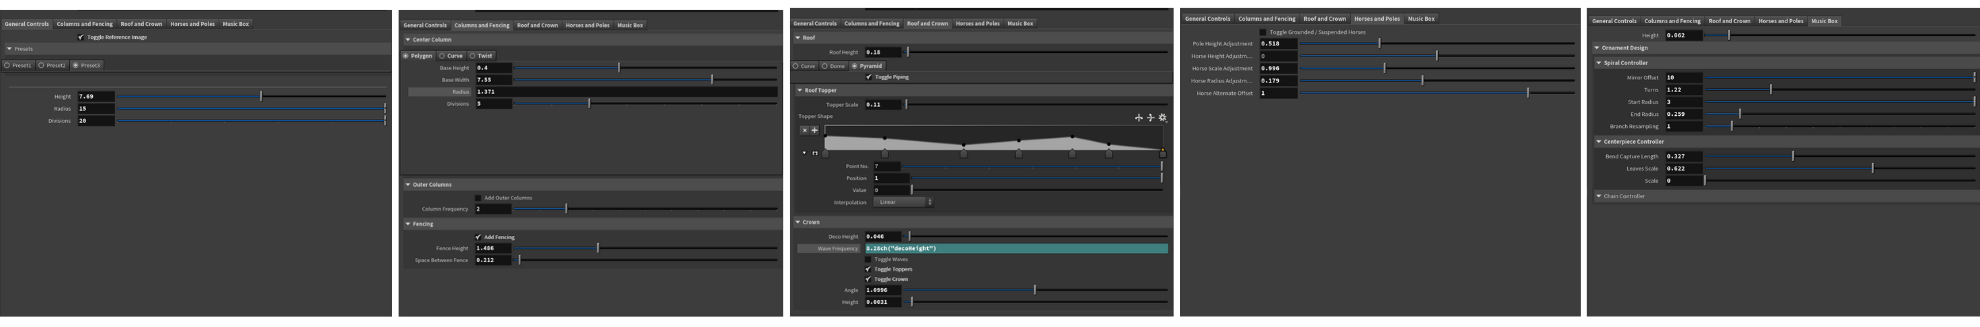 General Controls Columns and Fencing Roof and Crown Horses and Poles Music Box
Toggle Reference Image
Presets
Preset1 Preset2 Preset3
Height 7.69
Radius 15
Divisions 20
General Controls Columns and Fencing Roof and Crown Horses and Poles Music Box
Center Column
Polygon Curve Twist
Base Height 0.4
Base Width 7.55
Radius 1.371
Divisions 5
Outer Columns
Add Outer Columns
Column Frequency 2
Fencing
Add Fencing
Fence Height 1.486
Space Between Fence 0.212
General Controls Columns and Fencing Roof and Crown Horses and Poles Music Box
Roof
Roof Height 0.18
Curve Dome Pyramid
Toggle Piping
Roof Topper
Topper Scale 0.11
Topper Shape
Point No. 7
Position 1
Value 0
Interpolation Linear
Crown
Deco Height 0.046
Wave Frequency 8.28ch("decoHeight")
Toggle Waves
Toggle Toppers
Toggle Crown
Angle 1.0996
Height 0.0031
General Controls Columns and Fencing Roof and Crown Horses and Poles Music Box
Toggle Grounded / Suspended Horses
Pole Height Adjustment 0.518
Horse Height Adjustm... 0
Horse Scale Adjustment 0.996
Horse Radius Adjustm... 0.179
Horse Alternate Offset 1
General Controls Columns and Fencing Roof and Crown Horses and Poles Music Box
Height 0.062
Ornament Design
Spiral Controller
Mirror Offset 10
Turns 1.22
Start Radius 3
End Radius 0.259
Branch Resampling 1
Centerpiece Controller
Bend Capture Length 0.327
Leaves Scale 0.622
Scale 0
Chain Controller